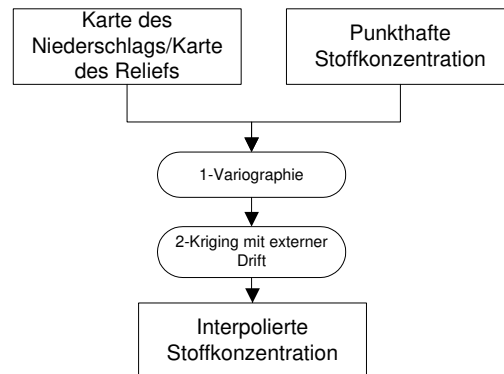 Karte des
Niederschlags/Karte
des Reliefs
Punkthafte
Stoffkonzentration
1-Variographie
2-Kriging mit externer
Drift
Interpolierte
Stoffkonzentration